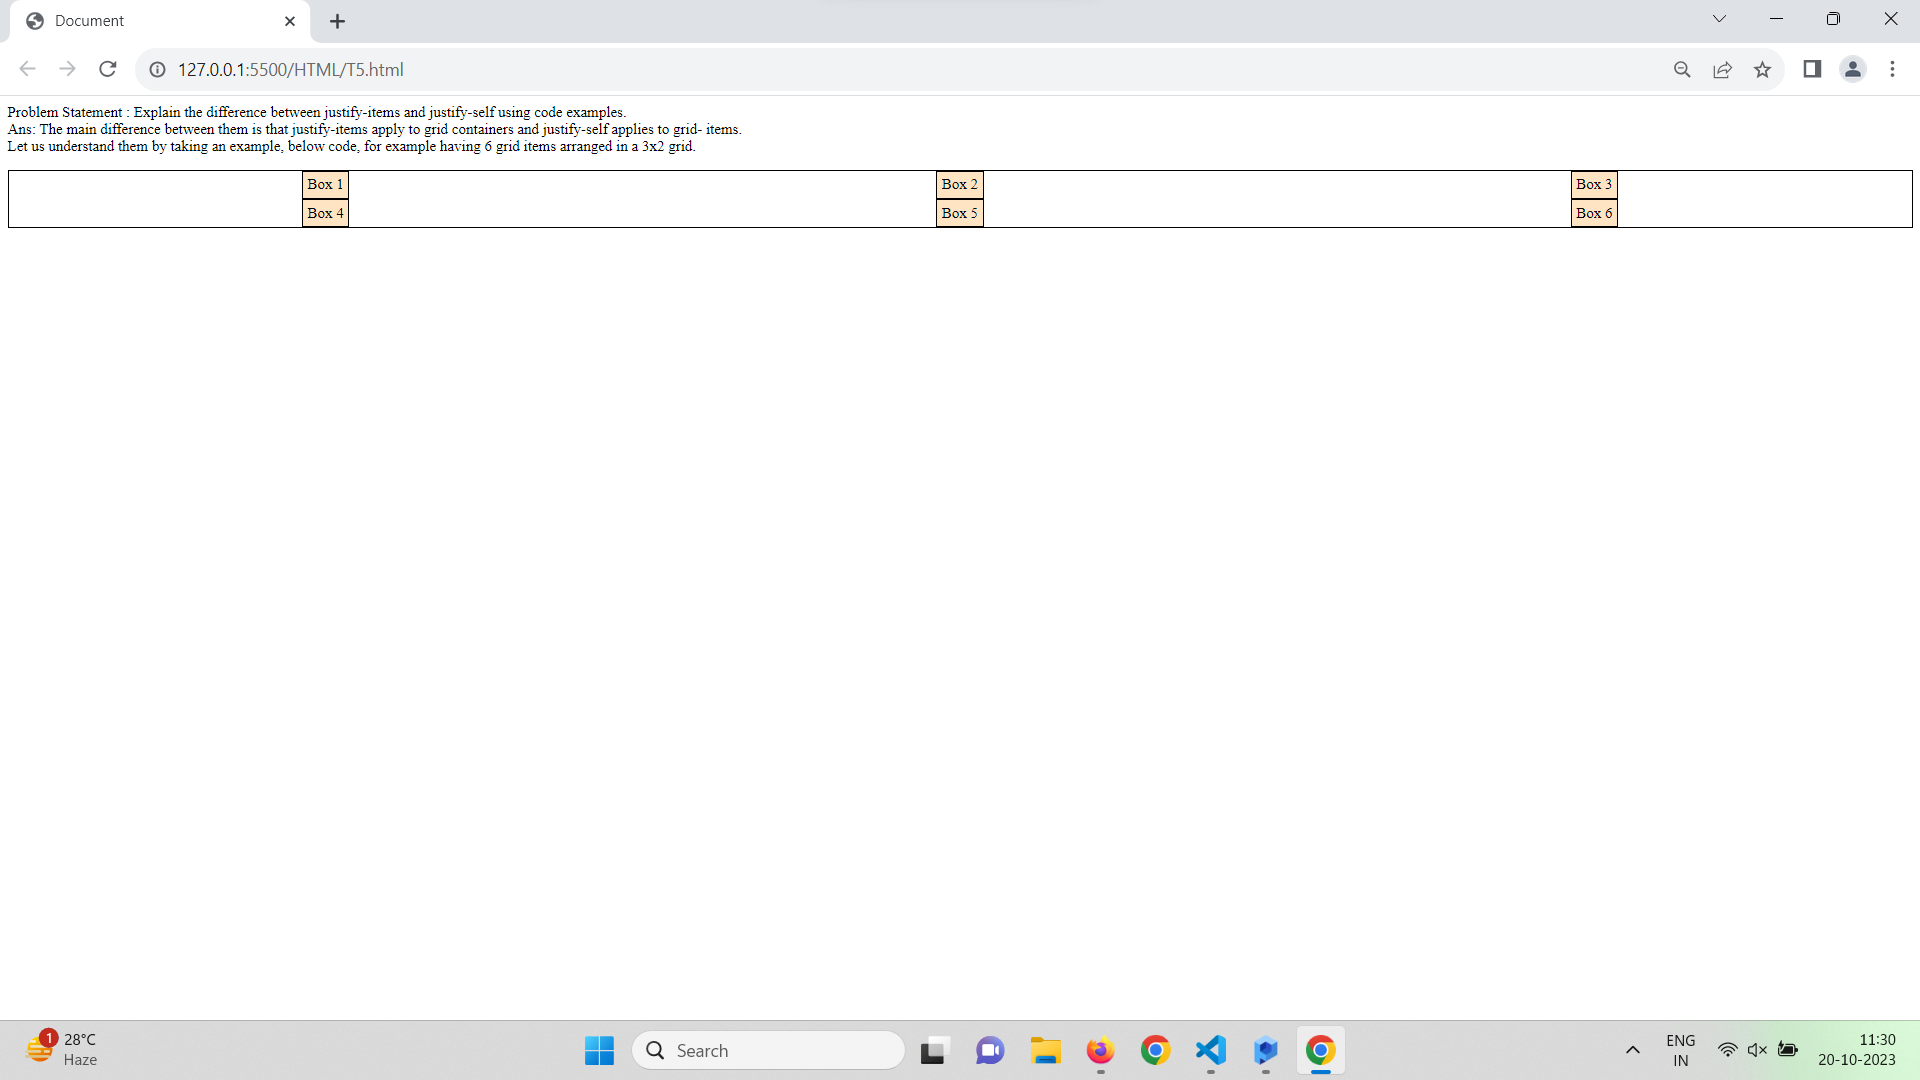 Document
127.0.0.1:5500/HTML/T5.html
Problem Statement : Explain the difference between justify-items and justify-self using code examples.
Ans: The main difference between them is that justify-items apply to grid containers and justify-self applies to grid- items.
Let us understand them by taking an example, below code, for example having 6 grid items arranged in a 3x2 grid.
Box 1 Box 2 Box 3
Box 4 Box 5 Box 6
1 28°C
Haze
Search
ENG
IN
11:30
20-10-2023